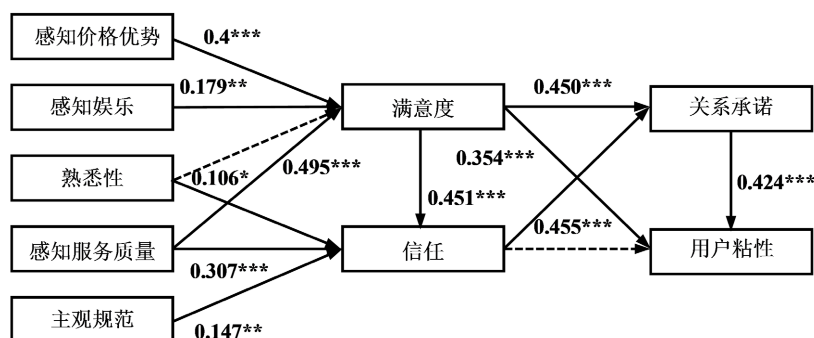 感知价格优势
0.4***
感知娱乐
0.179**
满意度
0.450***
关系承诺
熟悉性
0.106*
0.495***
0.354***
0.451***
0.424***
感知服务质量
0.307***
信任
0.455***
用户粘性
主观规范
0.147**